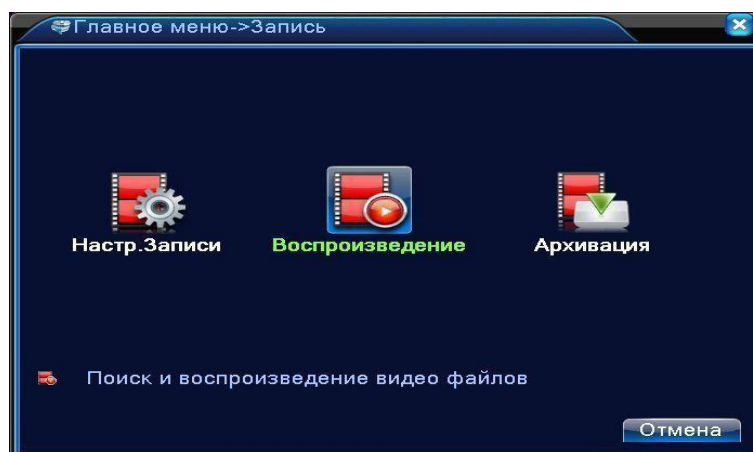 Главное меню->Запись
Настр.Записи Воспроизведение Архивация
Поиск и воспроизведение видео файлов
Отмена